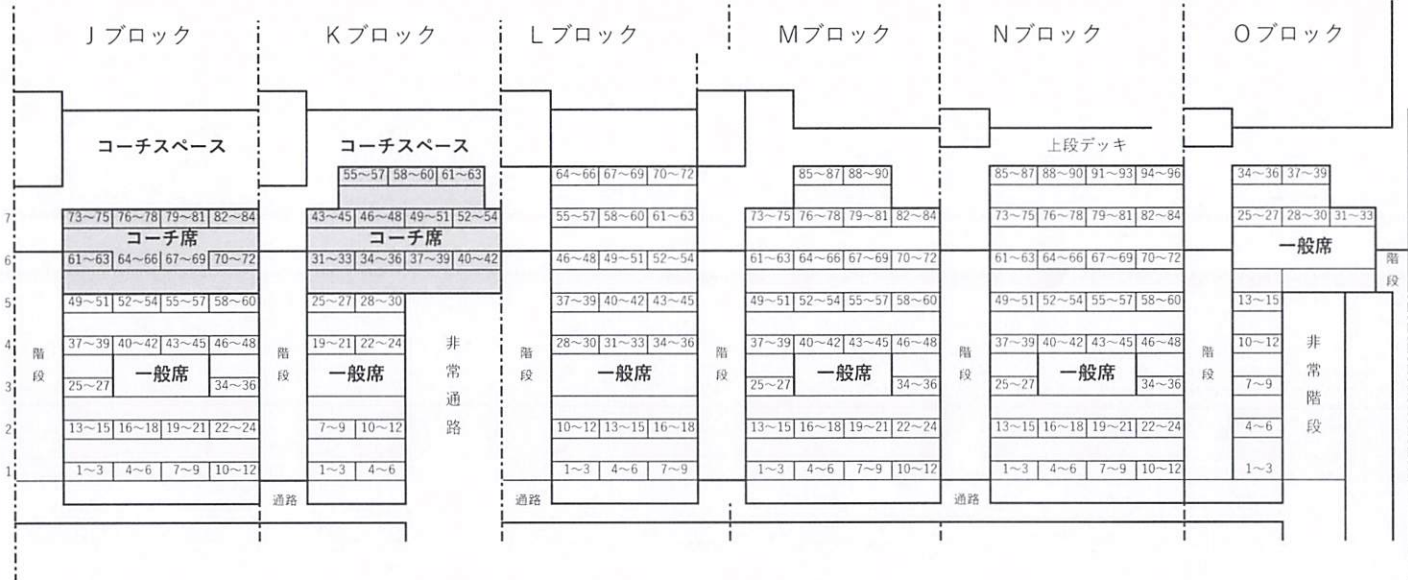 Jブロック Kブロック Lブロック Mブロック Nブロック Oブロック
コーチスペース コーチスペース 上段デッキ
55～57 58～60 61～63 64～66 67～69 70～72 85～87 88～90 85～87 88～90 91～93 94～96 34～36 37～39
7 73～75 76～78 79～81 82～84 43～45 46～48 49～51 52～54 55～57 58～60 61～63 73～75 76～78 79～81 82～84 73～75 76～78 79～81 82～84 25～27 28～30 31～33
コーチ席 コーチ席 一般席
6 61～63 64～66 67～69 70～72 31～33 34～36 37～39 40～42 46～48 49～51 52～54 61～63 64～66 67～69 70～72 61～63 64～66 67～69 70～72 階段
5 49～51 52～54 55～57 58～60 25～27 28～30 37～39 40～42 43～45 49～51 52～54 55～57 58～60 49～51 52～54 55～57 58～60 13～15
4 階段 37～39 40～42 43～45 46～48 階段 19～21 22～24 非常通路 階段 28～30 31～33 34～36 階段 37～39 40～42 43～45 46～48 階段 37～39 40～42 43～45 46～48 階段 10～12 非常階段
一般席 一般席 一般席 一般席 一般席
3 25～27 34～36 25～27 34～36 25～27 34～36 7～9
2 13～15 16～18 19～21 22～24 7～9 10～12 10～12 13～15 16～18 13～15 16～18 19～21 22～24 13～15 16～18 19～21 22～24 4～6
1 1～3 4～6 7～9 10～12 1～3 4～6 1～3 4～6 7～9 1～3 4～6 7～9 10～12 1～3 4～6 7～9 10～12 1～3
通路 通路 通路